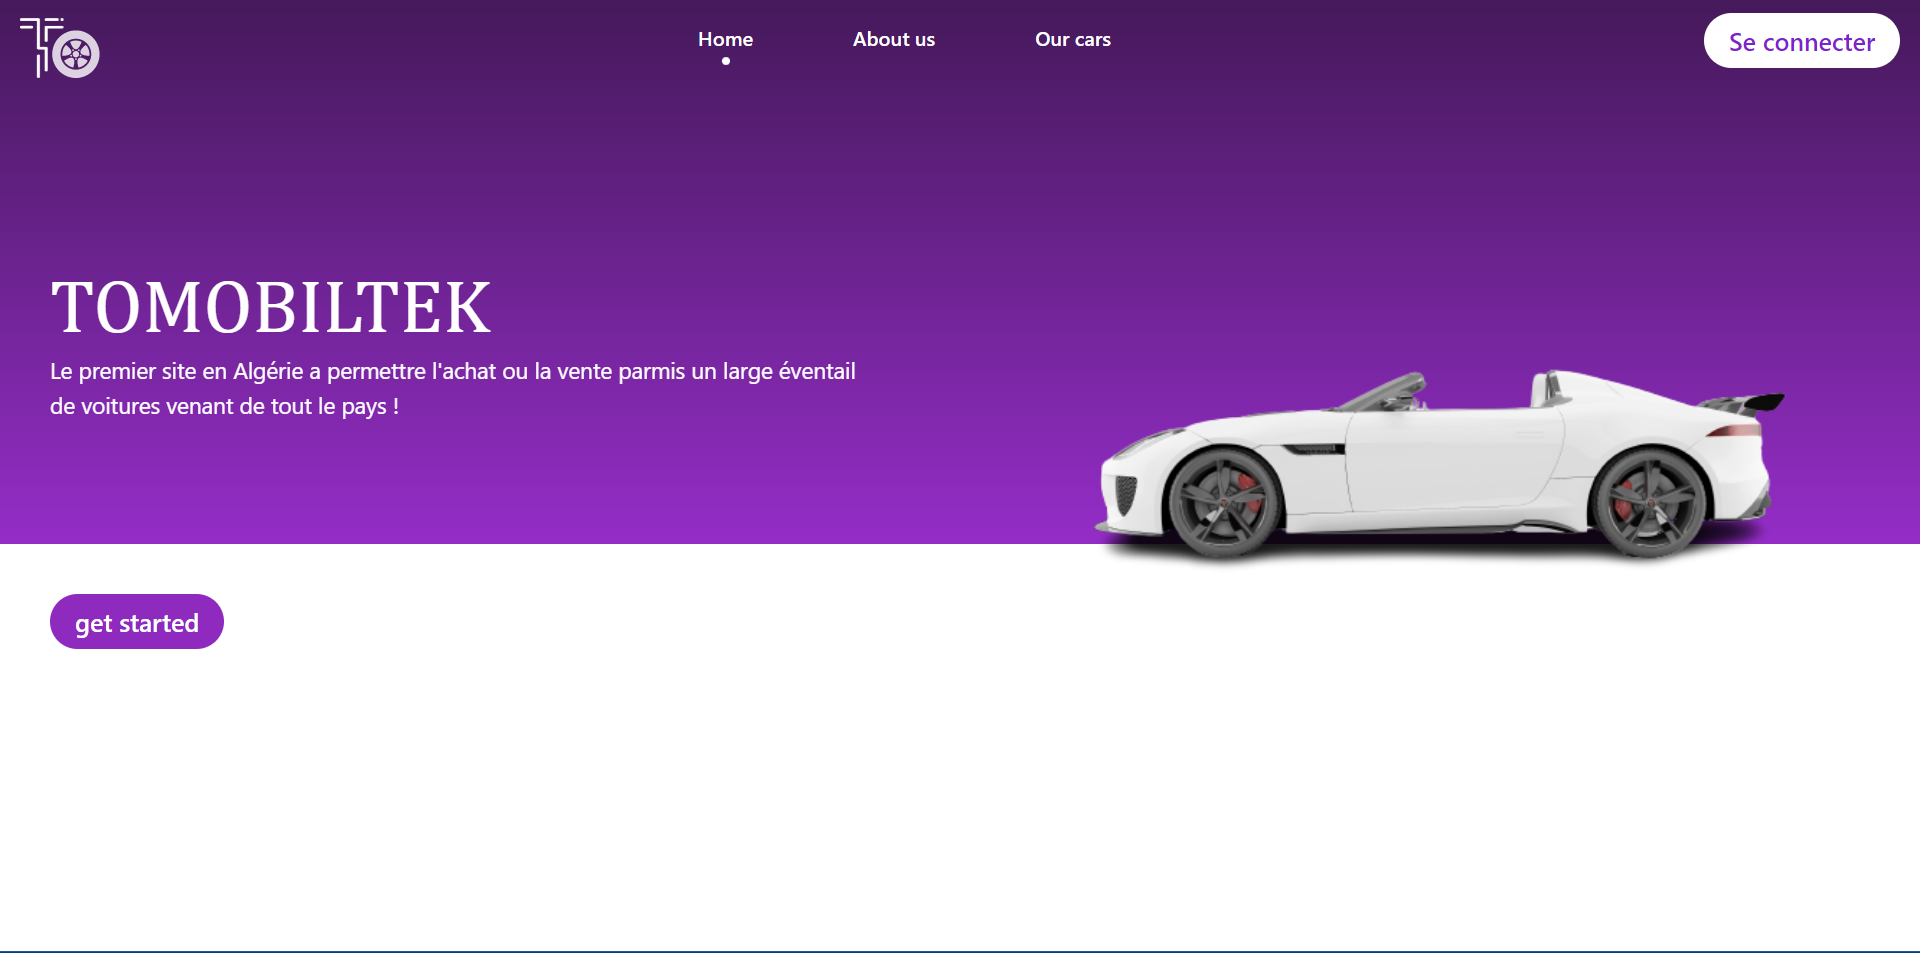 Home
About us
Our cars
Se connecter
TOMOBILTEK
Le premier site en Algérie a permettre l'achat ou la vente parmis un large éventail
de voitures venant de tout le pays !
get started